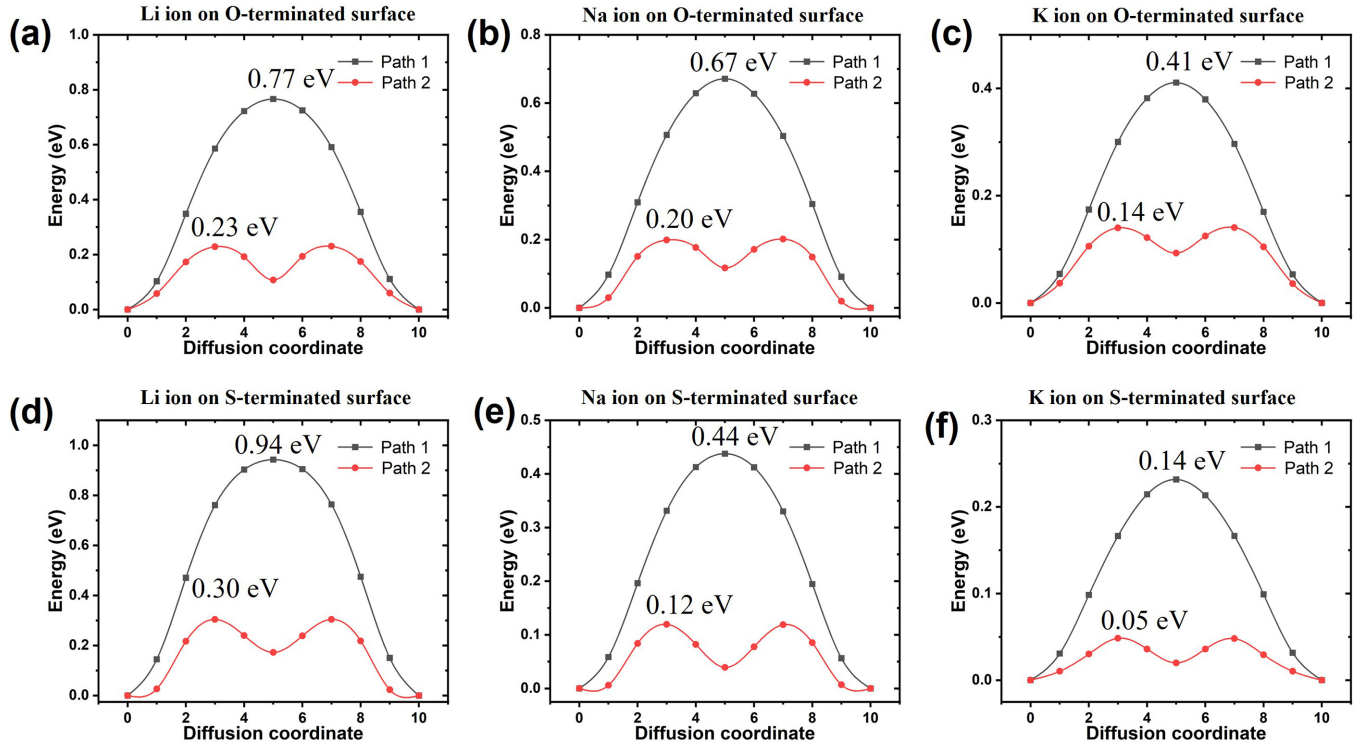 (a)
Li ion on O-terminated surface
Energy (eV)
1.0
0.8
0.6
0.4
0.2
0.0
0.77 eV
0.23 eV
Path 1
Path 2
0 2 4 6 8 10
Diffusion coordinate
(b)
Na ion on O-terminated surface
Energy (eV)
0.8
0.6
0.4
0.2
0.0
0.67 eV
0.20 eV
Path 1
Path 2
0 2 4 6 8 10
Diffusion coordinate
(c)
K ion on O-terminated surface
Energy (eV)
0.4
0.2
0.0
0.41 eV
0.14 eV
Path 1
Path 2
0 2 4 6 8 10
Diffusion coordinate
(d)
Li ion on S-terminated surface
Energy (eV)
1.0
0.8
0.6
0.4
0.2
0.0
0.94 eV
0.30 eV
Path 1
Path 2
0 2 4 6 8 10
Diffusion coordinate
(e)
Na ion on S-terminated surface
Energy (eV)
0.5
0.4
0.3
0.2
0.1
0.0
0.44 eV
0.12 eV
Path 1
Path 2
0 2 4 6 8 10
Diffusion coordinate
(f)
K ion on S-terminated surface
Energy (eV)
0.3
0.2
0.1
0.0
0.14 eV
0.05 eV
Path 1
Path 2
0 2 4 6 8 10
Diffusion coordinate